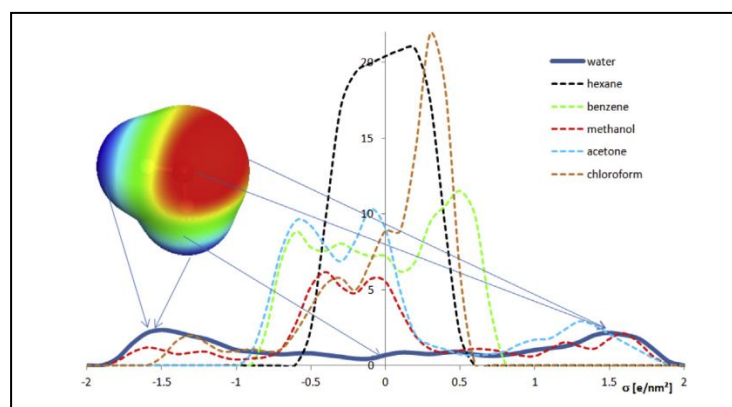 20
15
10
5
0
-2 -1.5 -1 -0.5 0 0.5 1 1.5 2
σ [e/nm²]
water
hexane
benzene
methanol
acetone
chloroform